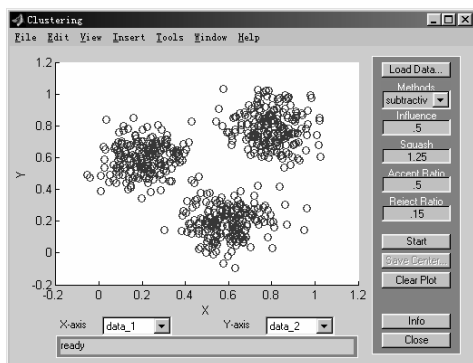 Clustering
File Edit View Insert Tools Window Help
1.2
1
0.8
0.6
0.4
0.2
0
-0.2
Y
-0.2 0 0.2 0.4 0.6 0.8 1 1.2
X
X-axis data_1 Y-axis data_2
ready
Load Data...
Methods
subtractiv
Influence
.5
Squash
1.25
Accept Ratio
.5
Reject Ratio
.15
Start
Save Center...
Clear Plot
Info
Close